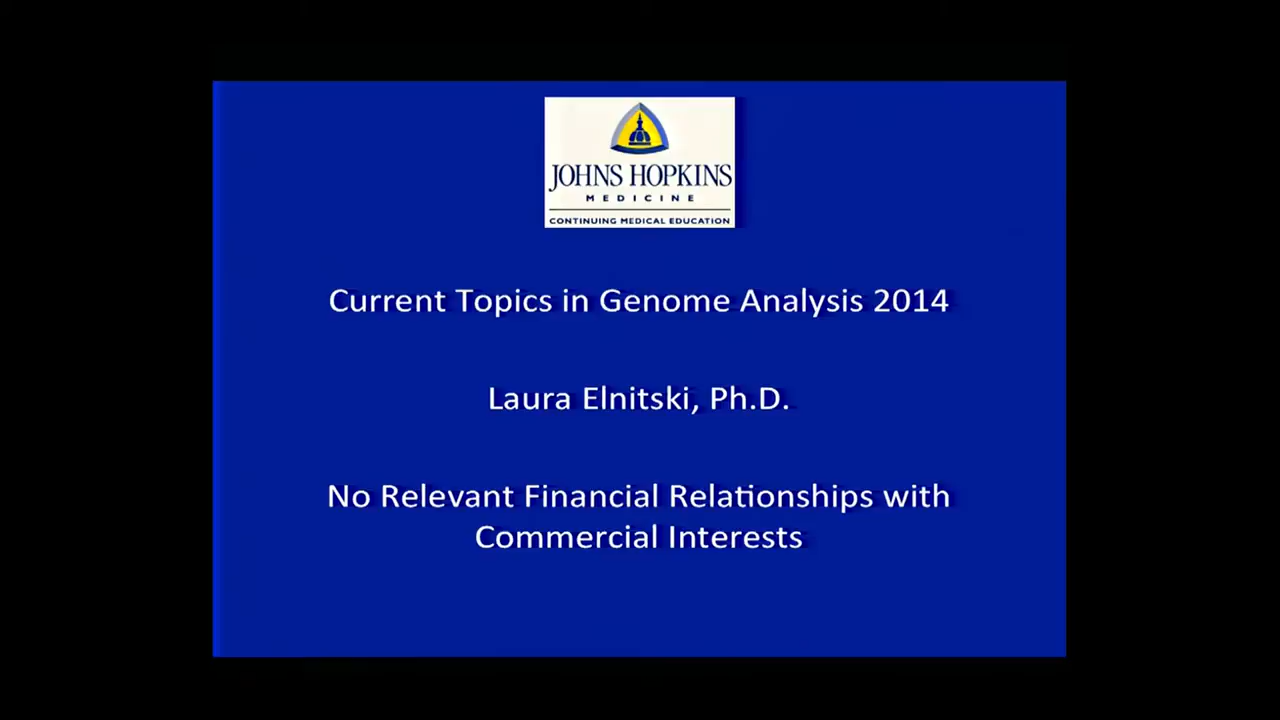 JOHNS HOPKINS
MEDICINE
CONTINUING MEDICAL EDUCATION
Current Topics in Genome Analysis 2014
Laura Elnitski, Ph.D.
No Relevant Financial Relationships with
Commercial Interests